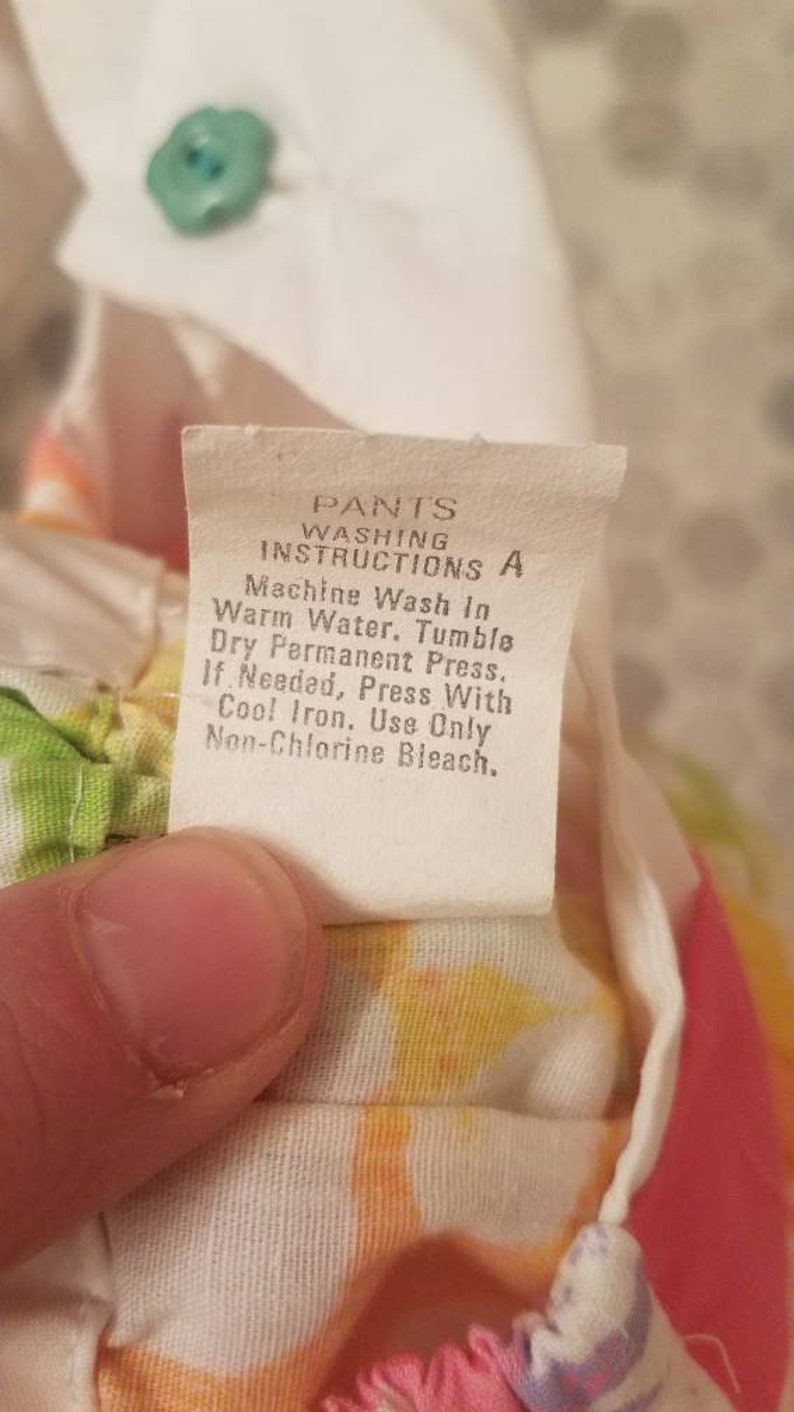 PANTS
WASHING
INSTRUCTIONS A
Machine Wash in
Warm Water. Tumble
Dry Permanent Press.
If Needed, Press With
Cool Iron. Use Only
Non-Chlorine Bleach.